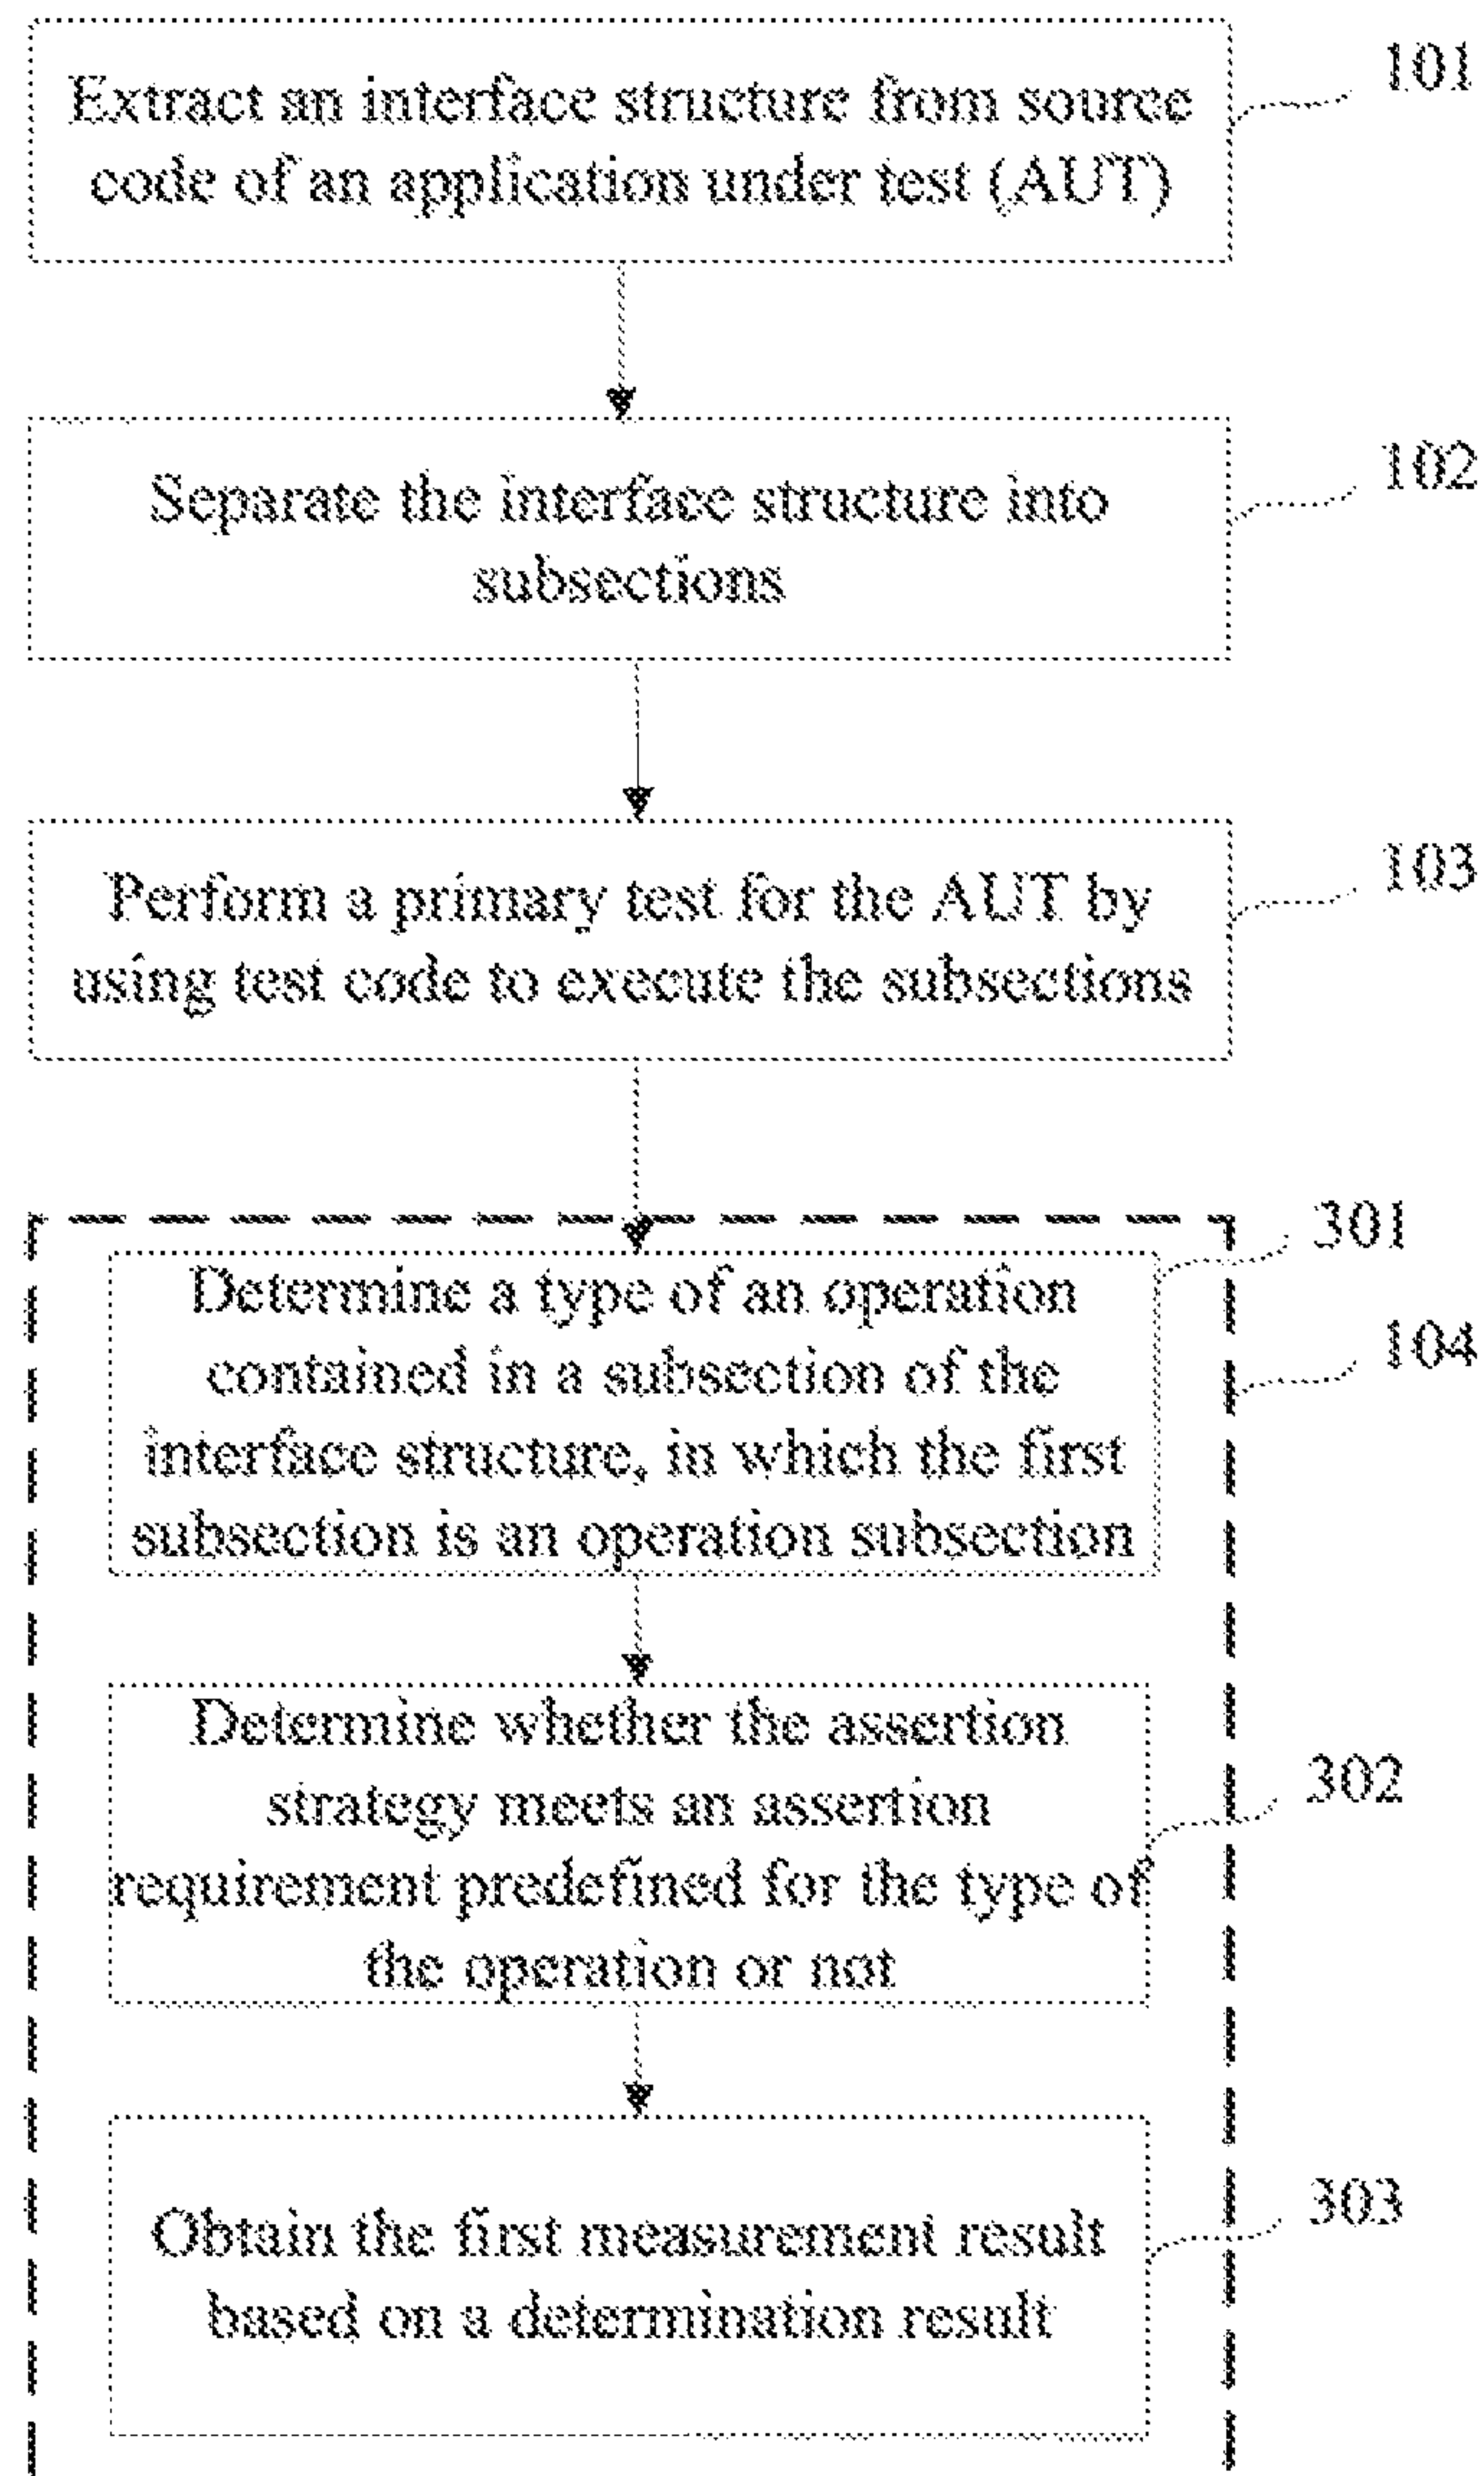 Extract an interface structure from source
code of an application under test (AUT)
101
Separate the interface structure into
subsections
102
Perform a primary test for the AUT by
using test code to execute the subsections
103
Determine a type of an operation
contained in a subsection of the
interface structure, in which the first
subsection is an operation subsection
301
104
Determine whether the assertion
strategy meets an assertion
requirement predefined for the type of
the operation or not
302
Obtain the first measurement result
based on a determination result
303